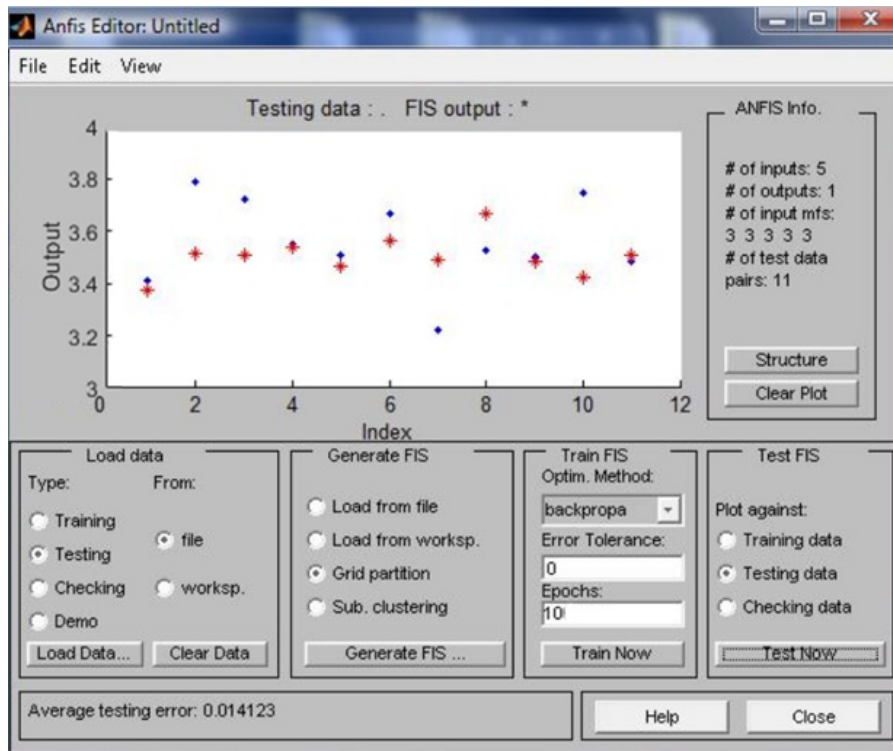 Anfis Editor: Untitled
File Edit View
Testing data : . FIS output : *
4
3.8
3.6
3.4
3.2
3
Output
0 2 4 6 8 10 12
Index
ANFIS Info.
# of inputs: 5
# of outputs: 1
# of input mfs:
3 3 3 3 3
# of test data
pairs: 11
Structure
Clear Plot
Load data
Type: From:
Training
Testing
Checking
Demo
file
worksp.
Load Data... Clear Data
Generate FIS
Load from file
Load from worksp.
Grid partition
Sub. clustering
Generate FIS ...
Train FIS
Optim. Method:
backpropa
Error Tolerance:
0
Epochs:
10
Train Now
Test FIS
Plot against:
Training data
Testing data
Checking data
Test Now
Average testing error: 0.014123
Help Close